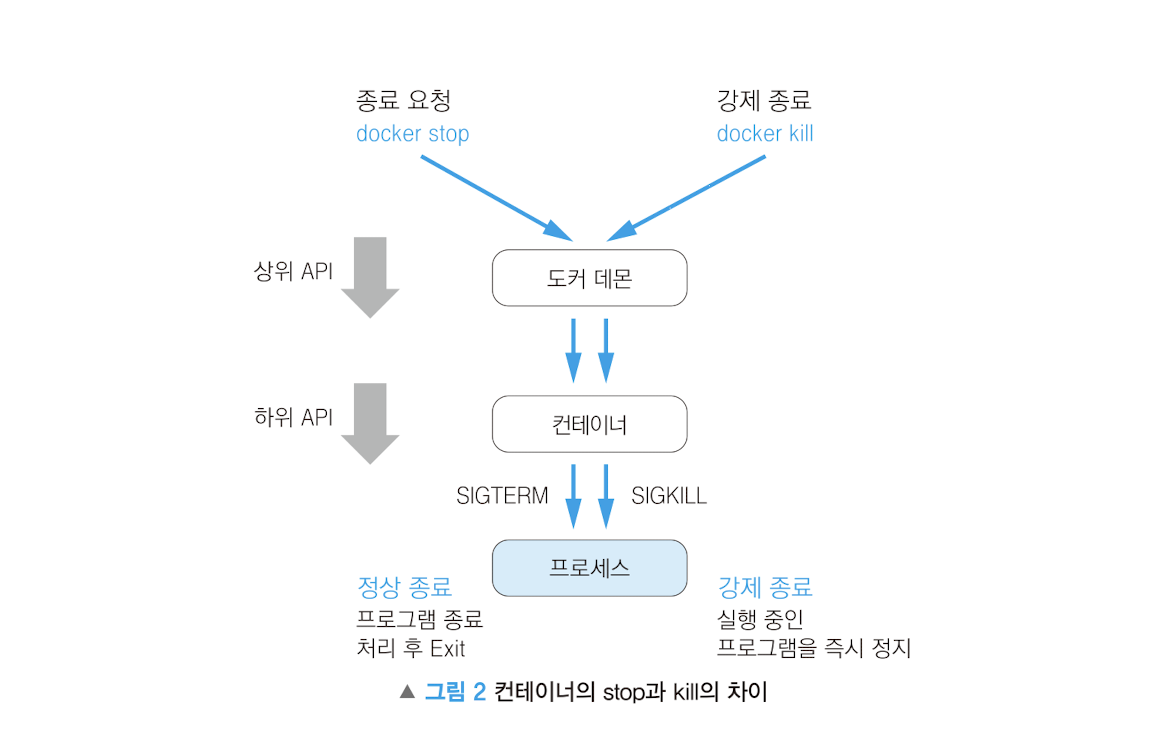 종료 요청
docker stop
강제 종료
docker kill
상위 API
도커 데몬
하위 API
컨테이너
SIGTERM
SIGKILL
프로세스
정상 종료
프로그램 종료
처리 후 Exit
강제 종료
실행 중인
프로그램을 즉시 정지
▲ 그림 2 컨테이너의 stop과 kill의 차이